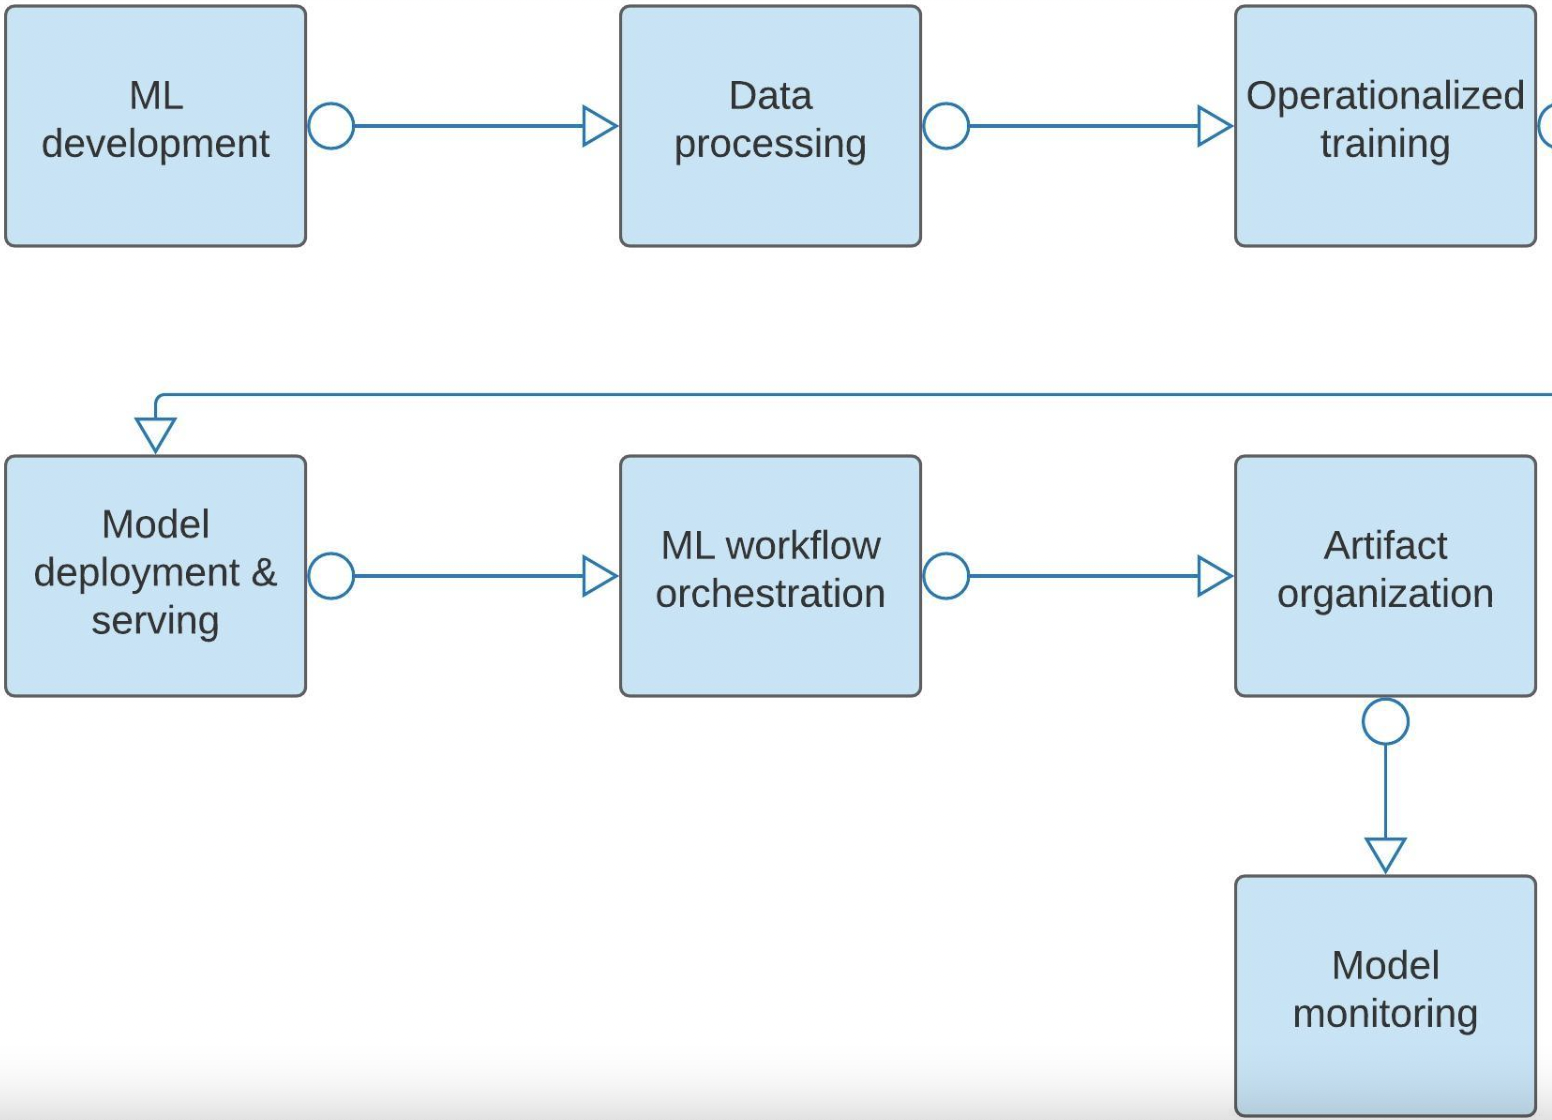 ML
development
Data
processing
Operationalized
training
Model
deployment &
serving
ML workflow
orchestration
Artifact
organization
Model
monitoring